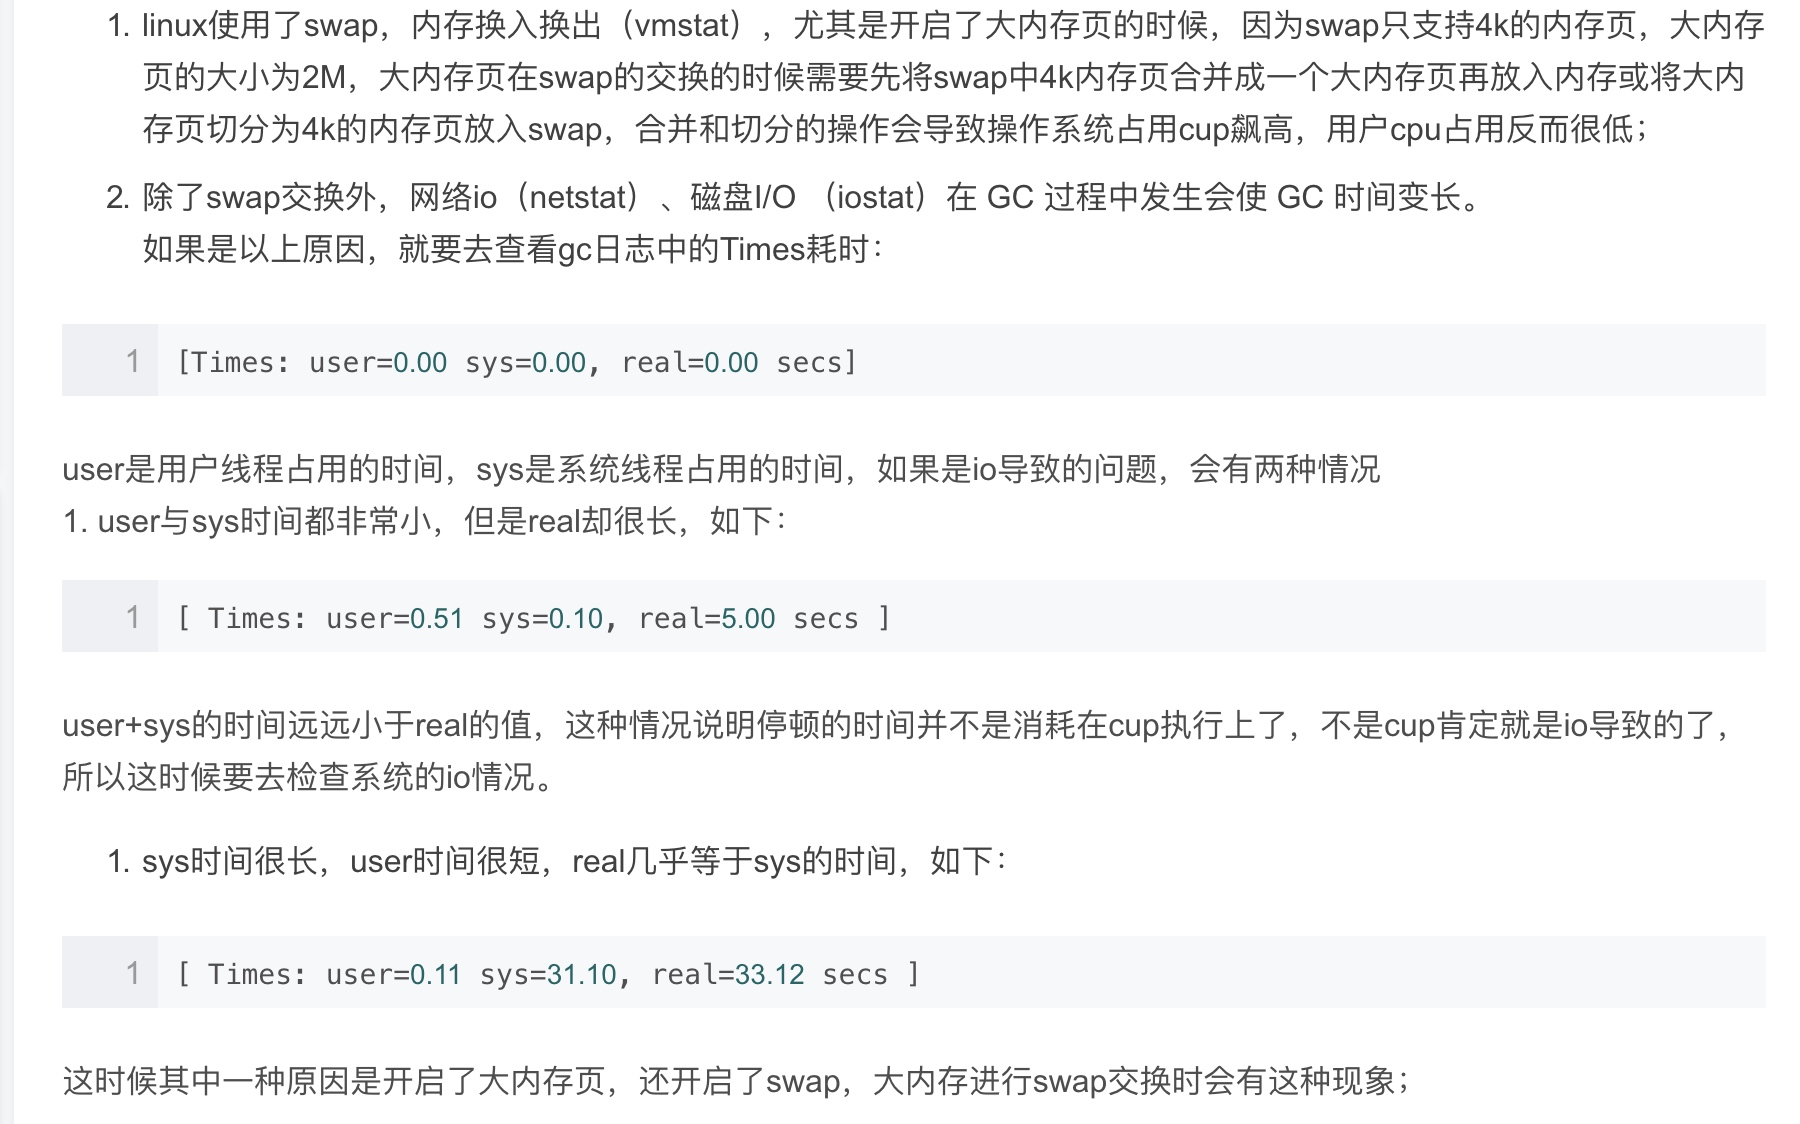 1. linux使用了swap，内存换入换出（vmstat），尤其是开启了大内存页的时候，因为swap只支持4k的内存页，大内存
页的大小为2M，大内存页在swap的交换的时候需要先将swap中4k内存页合并成一个大内存页再放入内存或将大内
存页切分为4k的内存页放入swap，合并和切分的操作会导致操作系统占用cup飙高，用户cpu占用反而很低；
2. 除了swap交换外，网络io（netstat）、磁盘I/O （iostat）在 GC 过程中发生会使 GC 时间变长。
如果是以上原因，就要去查看gc日志中的Times耗时：
1 [Times: user=0.00 sys=0.00, real=0.00 secs]
user是用户线程占用的时间，sys是系统线程占用的时间，如果是io导致的问题，会有两种情况
1. user与sys时间都非常小，但是real却很长，如下：
1 [ Times: user=0.51 sys=0.10, real=5.00 secs ]
user+sys的时间远远小于real的值，这种情况说明停顿的时间并不是消耗在cup执行上了，不是cup肯定就是io导致的了，
所以这时候要去检查系统的io情况。
1. sys时间很长，user时间很短，real几乎等于sys的时间，如下：
1 [ Times: user=0.11 sys=31.10, real=33.12 secs ]
这时候其中一种原因是开启了大内存页，还开启了swap，大内存进行swap交换时会有这种现象；